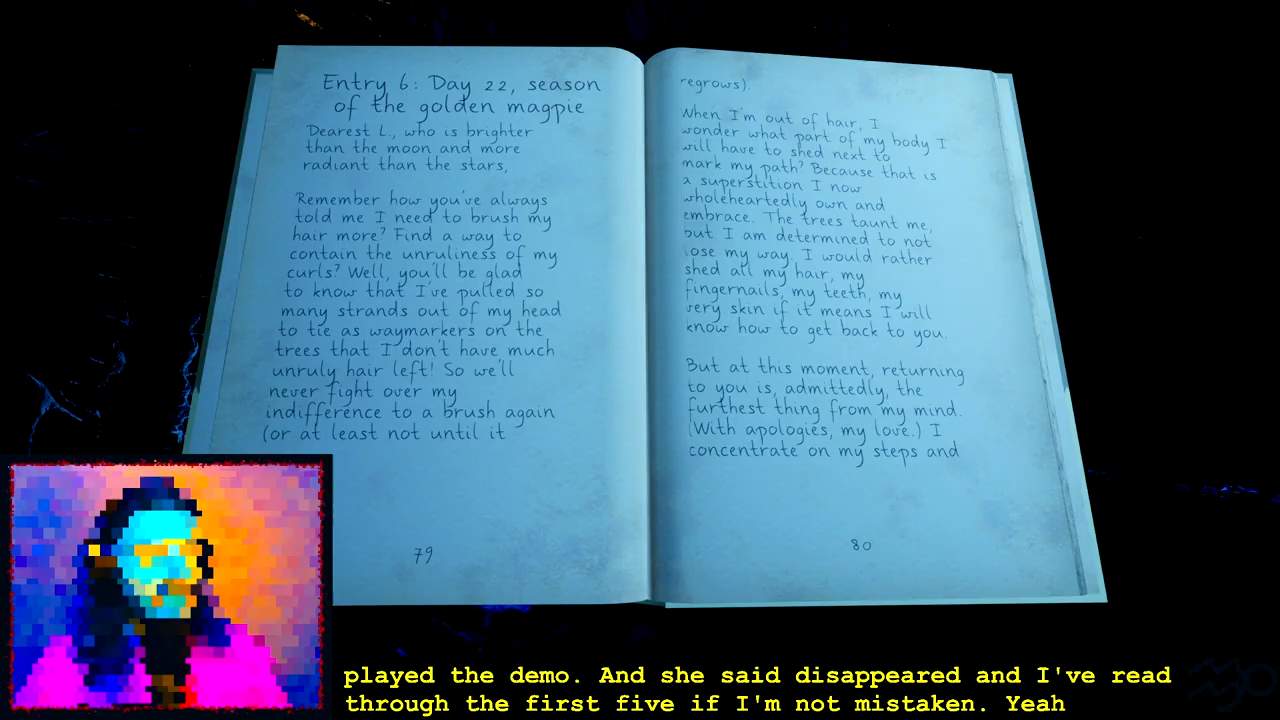 Entry 6: Day 22, season
of the golden magpie
Dearest L., who is brighter
than the moon and more
radiant than the stars,
Remember how you've always
told me I need to brush my
hair more? Find a way to
contain the unruliness of my
curls? Well, you'll be glad
to know that I've pulled so
many strands out of my head
to tie as waymarkers on the
trees that I don't have much
unruly hair left! So we'll
never fight over my
indifference to a brush again
(or at least not until it
79
regrows).
When I'm out of hair, I
wonder what part of my body I
will have to shed next to
mark my path? Because that is
a superstition I now
wholeheartedly own and
embrace. The trees taunt me,
but I am determined to not
lose my way. I would rather
shed all my hair, my
fingernails, my teeth, my
very skin if it means I will
know how to get back to you.
But at this moment, returning
to you is, admittedly, the
furthest thing from my mind.
(With apologies, my love.) I
concentrate on my steps and
80
played the demo. And she said disappeared and I've read
through the first five if I'm not mistaken. Yeah